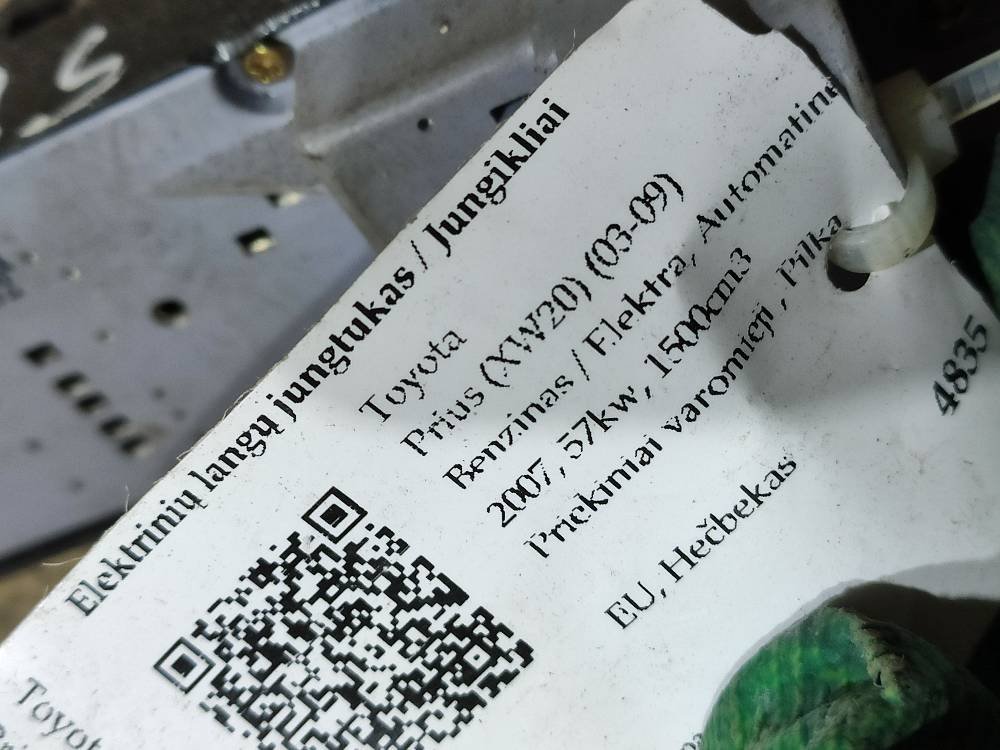 Elektrinių langų jungtukas / Jungikliai
Toyota
Prius (XW20) (03-09)
Benzinas / Elektra, Automatinė
2007, 57kw, 1500cm3
Priekiniai varomieji , Pilka
EU, Hečbekas
4835
Toyot
S